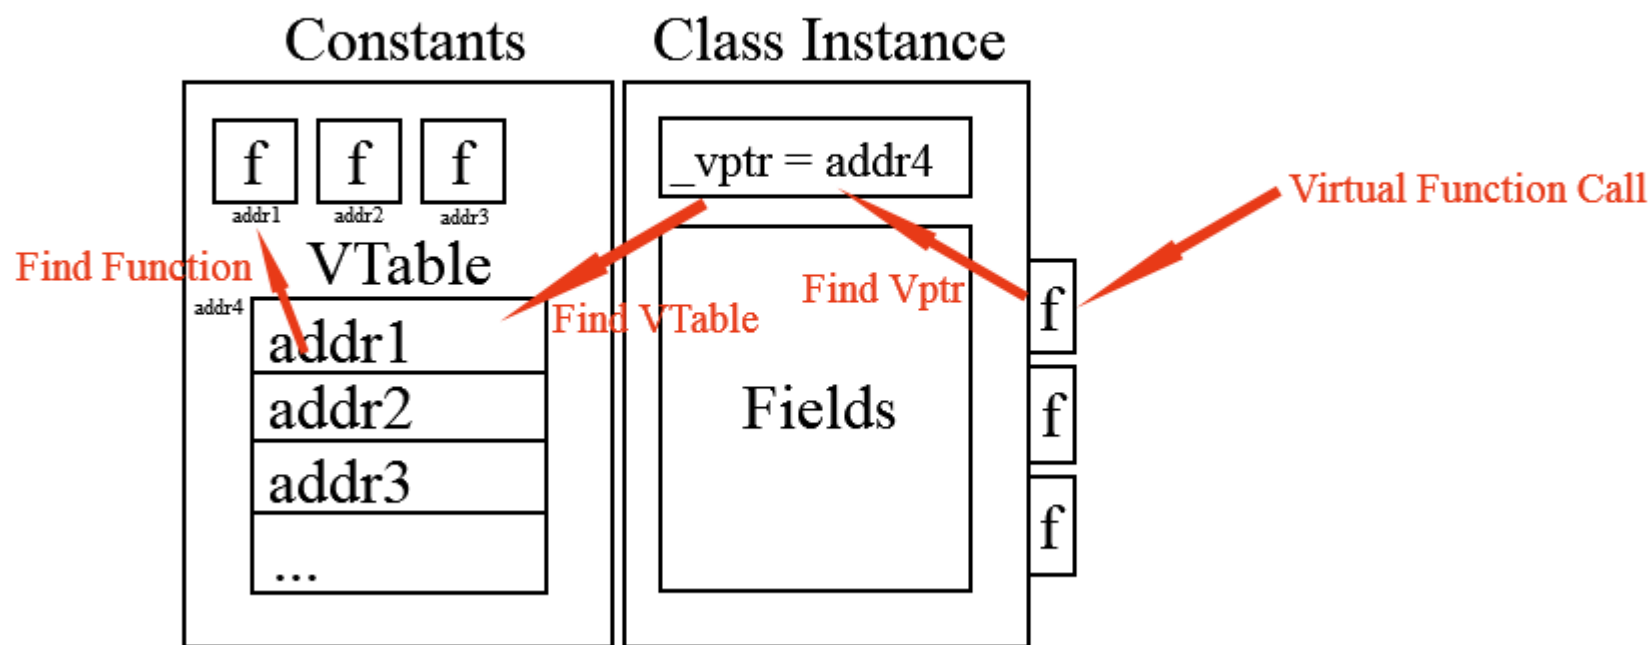 Constants
Class Instance
f
f
f
addr1
addr2
addr3
_vptr = addr4
Virtual Function Call
Find Function
VTable
Find Vptr
addr4
Find VTable
addr1
addr2
addr3
...
Fields
f
f
f